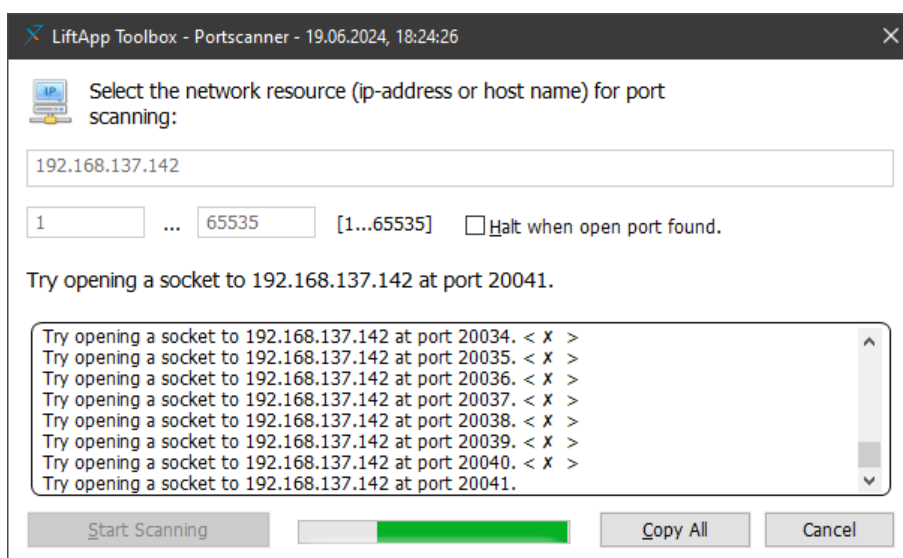 LiftApp Toolbox - Portscanner - 19.06.2024, 18:24:26
IP
Select the network resource (ip-address or host name) for port
scanning:
192.168.137.142
1 ... 65535 [1...65535] Halt when open port found.
Try opening a socket to 192.168.137.142 at port 20041.
Try opening a socket to 192.168.137.142 at port 20034. < ✗ >
Try opening a socket to 192.168.137.142 at port 20035. < ✗ >
Try opening a socket to 192.168.137.142 at port 20036. < ✗ >
Try opening a socket to 192.168.137.142 at port 20037. < ✗ >
Try opening a socket to 192.168.137.142 at port 20038. < ✗ >
Try opening a socket to 192.168.137.142 at port 20039. < ✗ >
Try opening a socket to 192.168.137.142 at port 20040. < ✗ >
Try opening a socket to 192.168.137.142 at port 20041.
Start Scanning Copy All Cancel